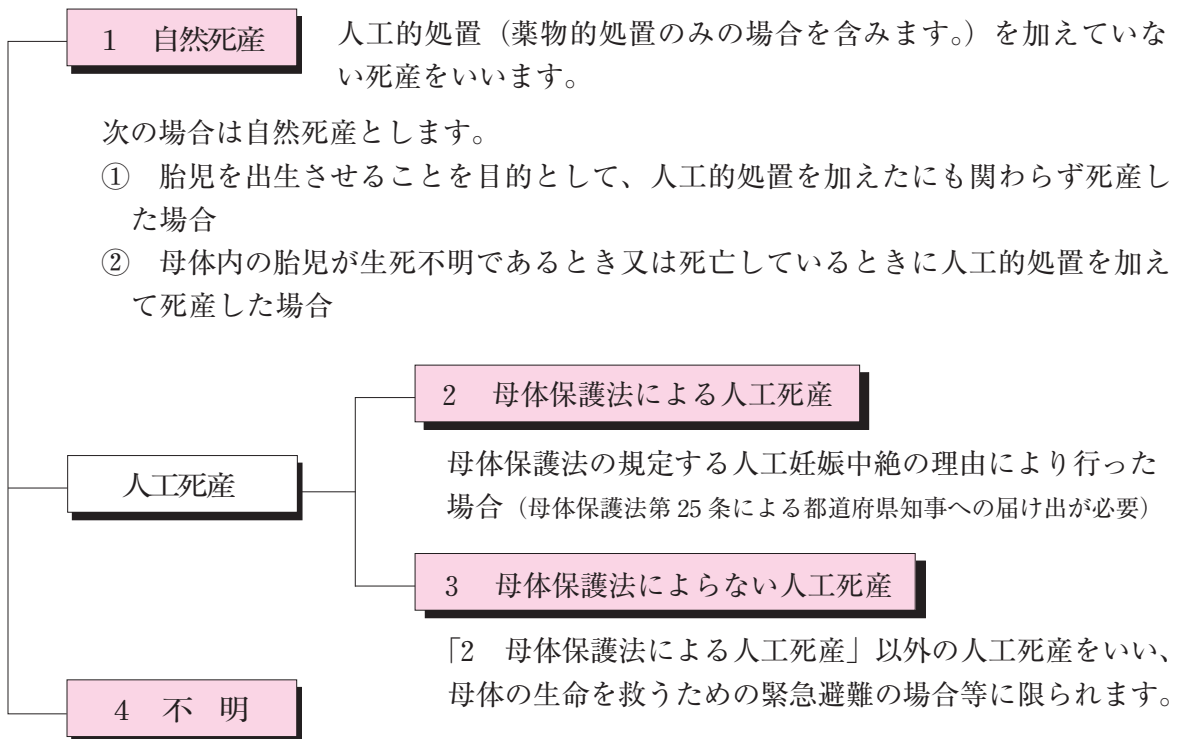 1　自然死産
人工的処置（薬物的処置のみの場合を含みます。）を加えていな
い死産をいいます。
次の場合は自然死産とします。
①　胎児を出生させることを目的として、人工的処置を加えたにも関わらず死産し
た場合
②　母体内の胎児が生死不明であるとき又は死亡しているときに人工的処置を加え
て死産した場合
人工死産
2　母体保護法による人工死産
母体保護法の規定する人工妊娠中絶の理由により行った
場合（母体保護法第 25 条による都道府県知事への届け出が必要）
3　母体保護法によらない人工死産
「2　母体保護法による人工死産」以外の人工死産をいい、
母体の生命を救うための緊急避難の場合等に限られます。
4　不　明